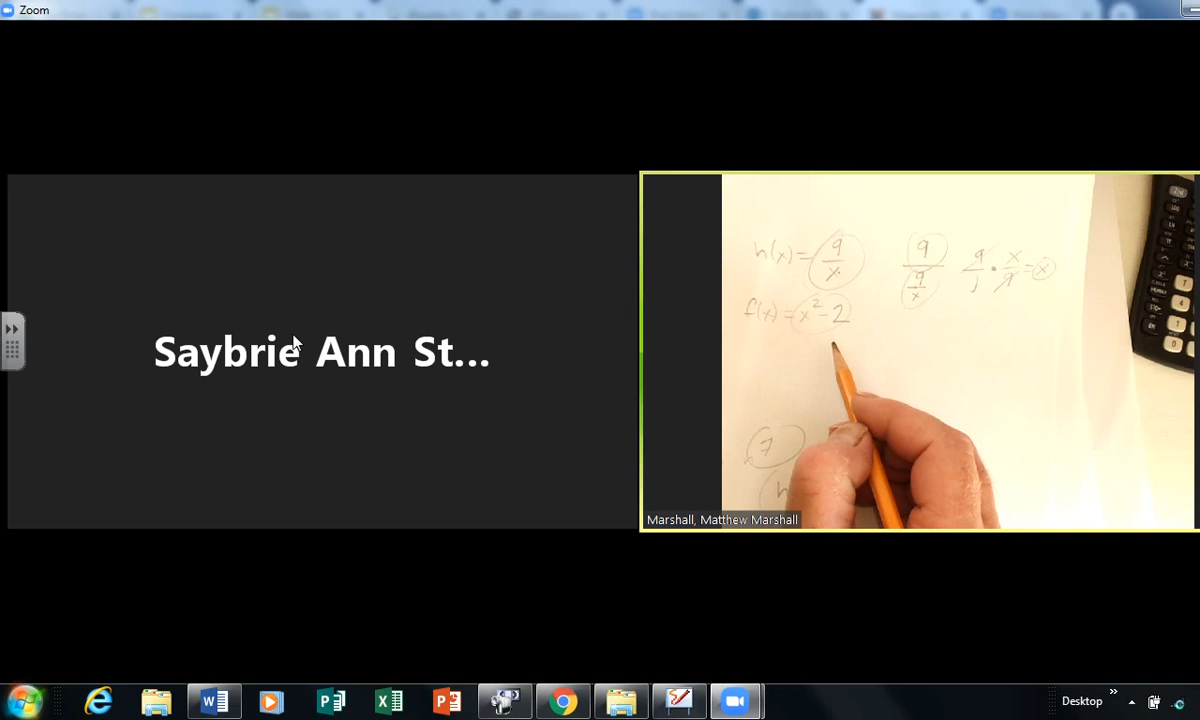 Zoom
Saybrie Ann St...
h(x) = 9/x
9/(9/x) 9/1 · x/9 = x
f(x) = x² - 2
7
h
Marshall, Matthew Marshall
Desktop